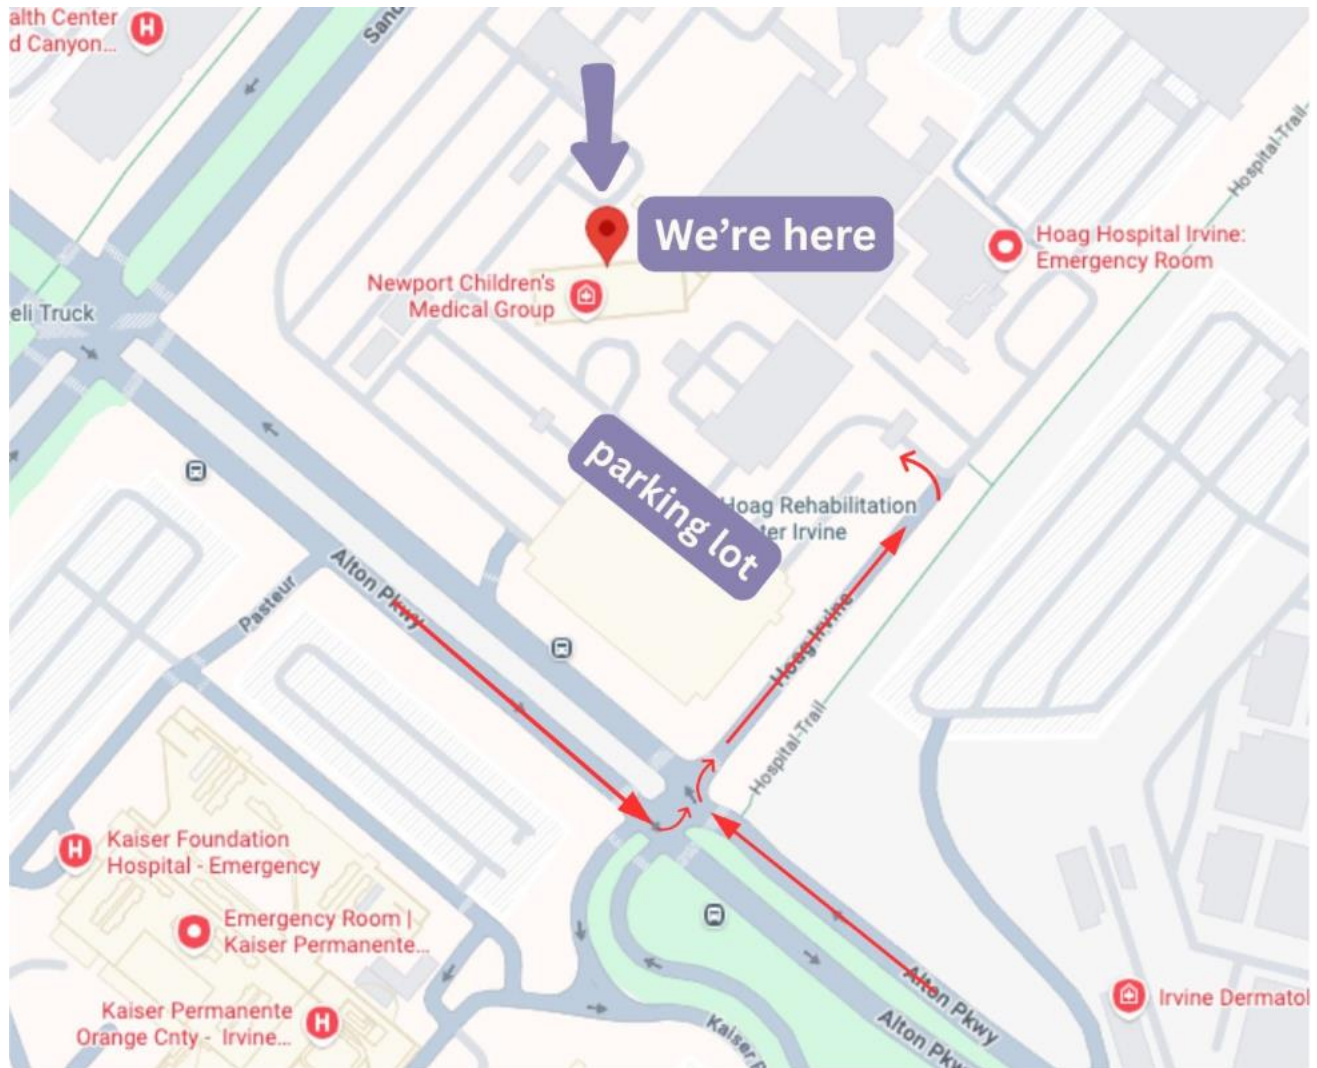 alth Center
d Canyon...
H
Sand
We're here
Hospital-Trail-
Hoag Hospital Irvine:
Emergency Room
Newport Children's
Medical Group
eli Truck
parking lot
Hoag Rehabilitation
ter Irvine
Alton Pkwy
Pasteur
Hoag Irvine
Hospital-Trail-
Kaiser Foundation
Hospital - Emergency
H
Emergency Room |
Kaiser Permanente...
Kaiser Permanente
Orange Cnty - Irvine...
H
Alton Pkwy
Irvine Dermatol
Kaiser P
Alton Pkw